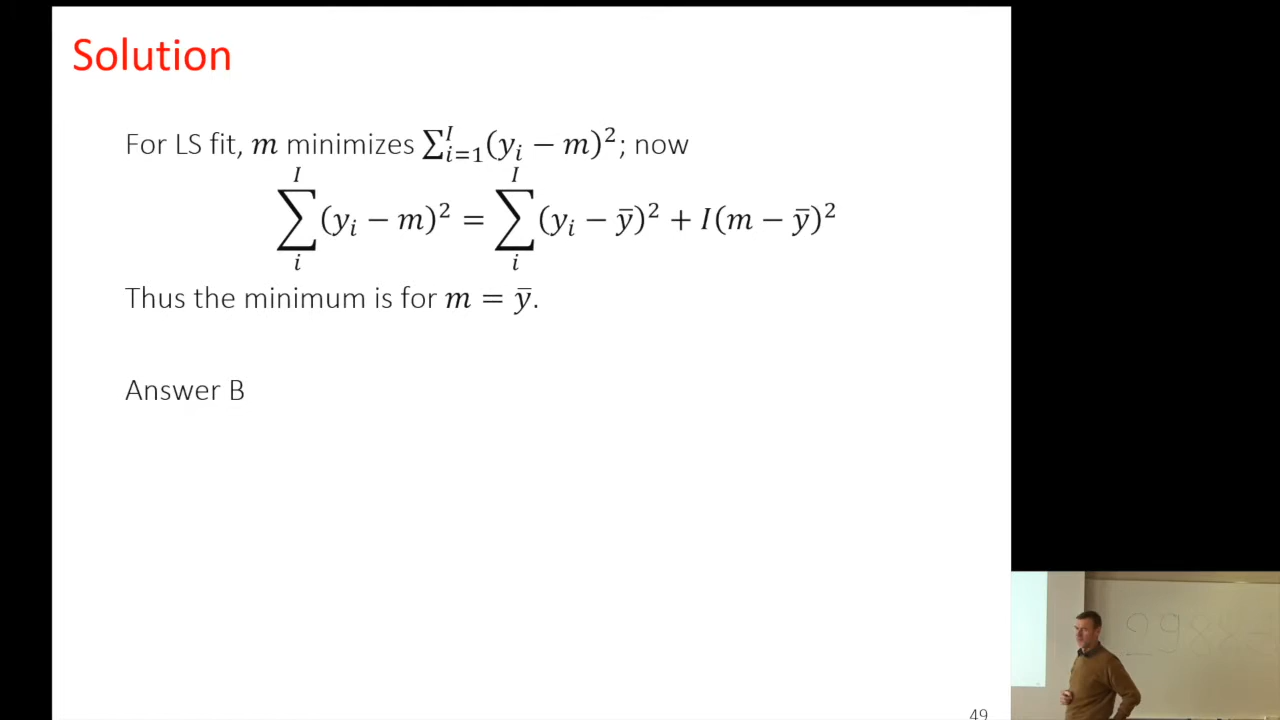 Solution
For LS fit, 𝑚 minimizes ∑ᵢ₌₁ᴵ(𝑦ᵢ − 𝑚)²; now
∑ᵢᴵ (𝑦ᵢ − 𝑚)² = ∑ᵢᴵ (𝑦ᵢ − 𝑦̄)² + 𝐼(𝑚 − 𝑦̄)²
Thus the minimum is for 𝑚 = 𝑦̄.
Answer B
49